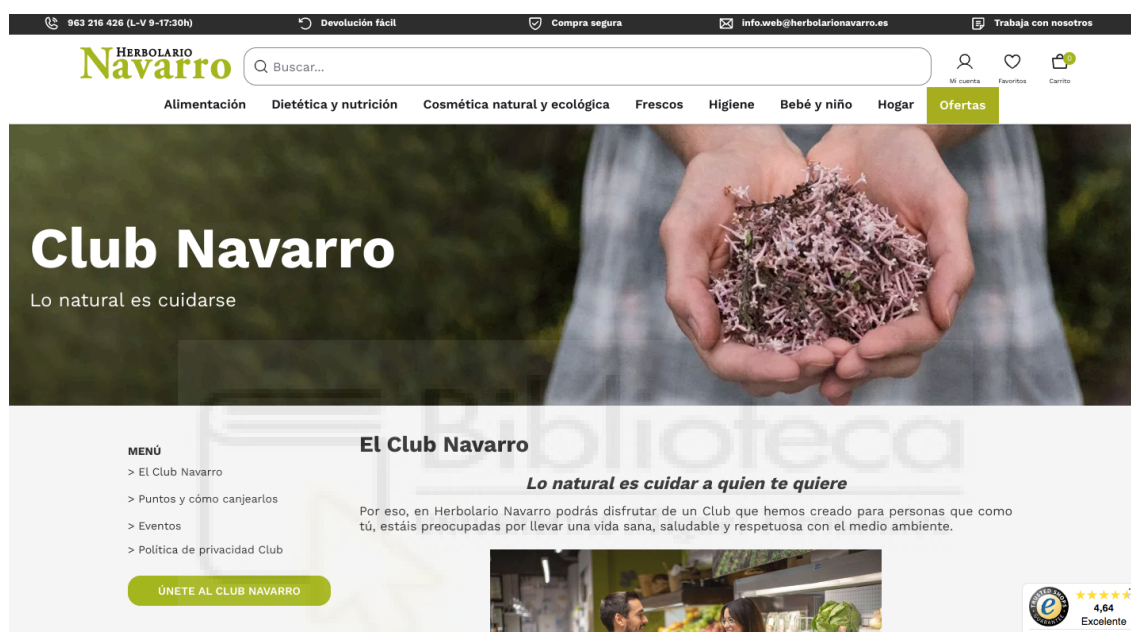 963 216 426 (L-V 9-17:30h) Devolución fácil Compra segura info.web@herbolarionavarro.es Trabaja con nosotros
HERBOLARIO
Navarro
Buscar...
0
Mi cuenta Favoritos Carrito
Alimentación Dietética y nutrición Cosmética natural y ecológica Frescos Higiene Bebé y niño Hogar Ofertas
Club Navarro
Lo natural es cuidarse
Biblioteca
MENÚ
> El Club Navarro
> Puntos y cómo canjearlos
> Eventos
> Política de privacidad Club
ÚNETE AL CLUB NAVARRO
El Club Navarro
Lo natural es cuidar a quien te quiere
Por eso, en Herbolario Navarro podrás disfrutar de un Club que hemos creado para personas que como
tú, estáis preocupadas por llevar una vida sana, saludable y respetuosa con el medio ambiente.
TRUSTED SHOPS
GUARANTEE
e
4,64
Excelente